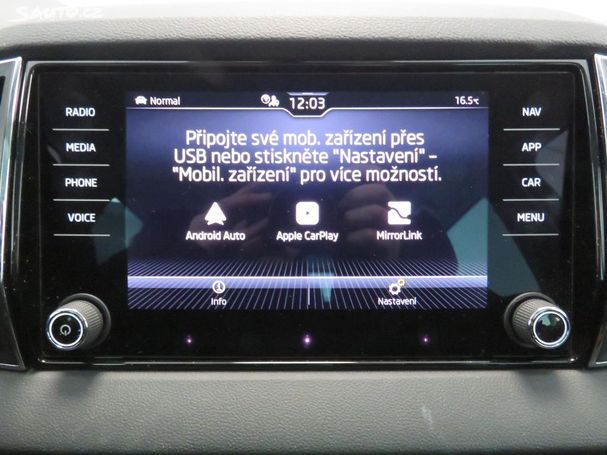 SAUTO.CZ
Normal 12:03 16.5°C
RADIO
MEDIA
PHONE
VOICE
NAV
APP
CAR
MENU
Připojte své mob. zařízení přes
USB nebo stiskněte "Nastavení" –
"Mobil. zařízení" pro více možností.
Android Auto Apple CarPlay MirrorLink
Info Nastavení